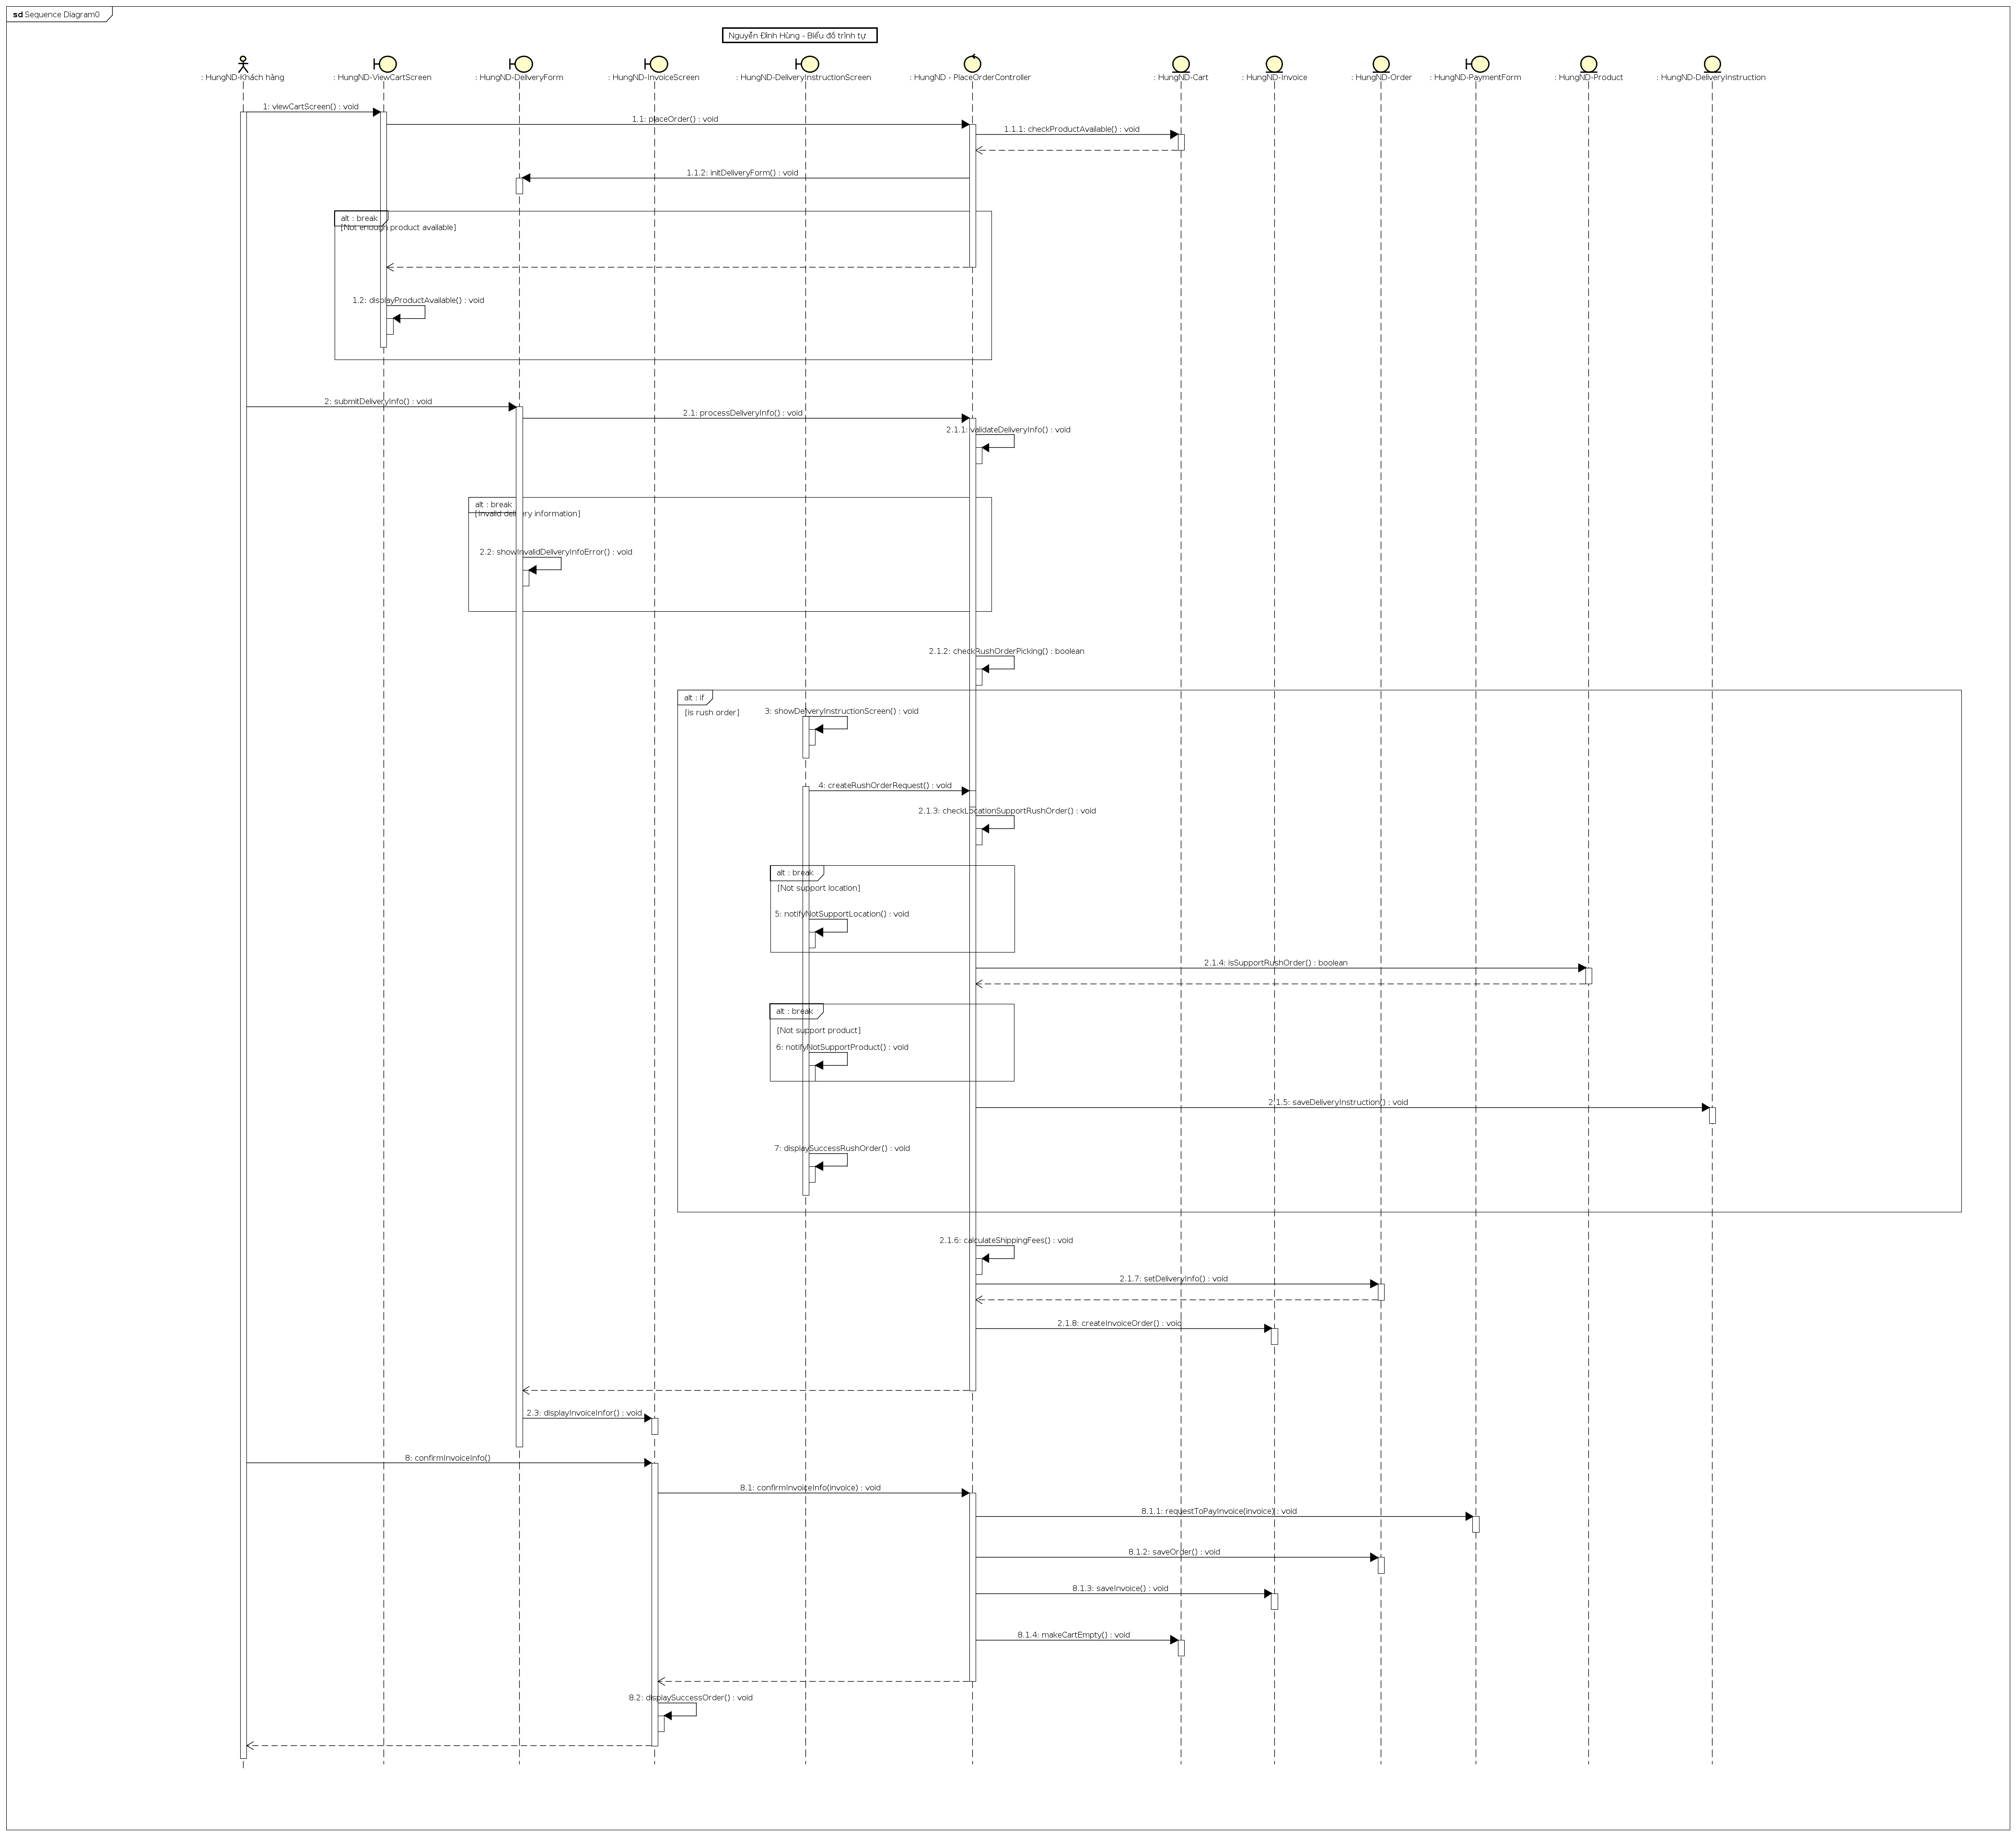 sd Sequence Diagram0
Nguyễn Đình Hùng - Biểu đồ trình tự
: HungND-Khách hàng
: HungND-ViewCartScreen
: HungND-DeliveryForm
: HungND-InvoiceScreen
: HungND-DeliveryInstructionScreen
: HungND - PlaceOrderController
: HungND-Cart
: HungND-Invoice
: HungND-Order
: HungND-PaymentForm
: HungND-Product
: HungND-DeliveryInstruction
1: viewCartScreen() : void
1.1: placeOrder() : void
1.1.1: checkProductAvailable() : void
1.1.2: initDeliveryForm() : void
alt : break
[Not enough product available]
1.2: displayProductAvailable() : void
2: submitDeliveryInfo() : void
2.1: processDeliveryInfo() : void
2.1.1: validateDeliveryInfo() : void
alt : break
[Invalid delivery information]
2.2: showInvalidDeliveryInfoError() : void
2.1.2: checkRushOrderPicking() : boolean
alt : if
[is rush order]
3: showDeliveryInstructionScreen() : void
4: createRushOrderRequest() : void
2.1.3: checkLocationSupportRushOrder() : void
alt : break
[Not support location]
5: notifyNotSupportLocation() : void
2.1.4: isSupportRushOrder() : boolean
alt : break
[Not support product]
6: notifyNotSupportProduct() : void
2.1.5: saveDeliveryInstruction() : void
7: displaySuccessRushOrder() : void
2.1.6: calculateShippingFees() : void
2.1.7: setDeliveryInfo() : void
2.1.8: createInvoiceOrder() : void
2.3: displayInvoiceInfor() : void
8: confirmInvoiceInfo()
8.1: confirmInvoiceInfo(invoice) : void
8.1.1: requestToPayInvoice(invoice) : void
8.1.2: saveOrder() : void
8.1.3: saveInvoice() : void
8.1.4: makeCartEmpty() : void
8.2: displaySuccessOrder() : void